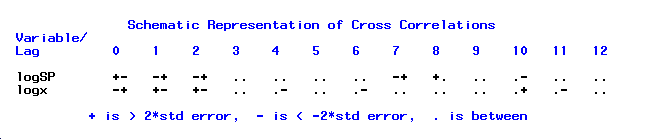 Schematic Representation of Cross Correlations
Variable/
Lag 0 1 2 3 4 5 6 7 8 9 10 11 12
logSP +- -+ -+ .. .. .. .. -+ +. .. .- .. ..
logx -+ +- +- .. .- .. .- .. .. .. .+ .- ..
+ is > 2*std error, - is < -2*std error, . is between